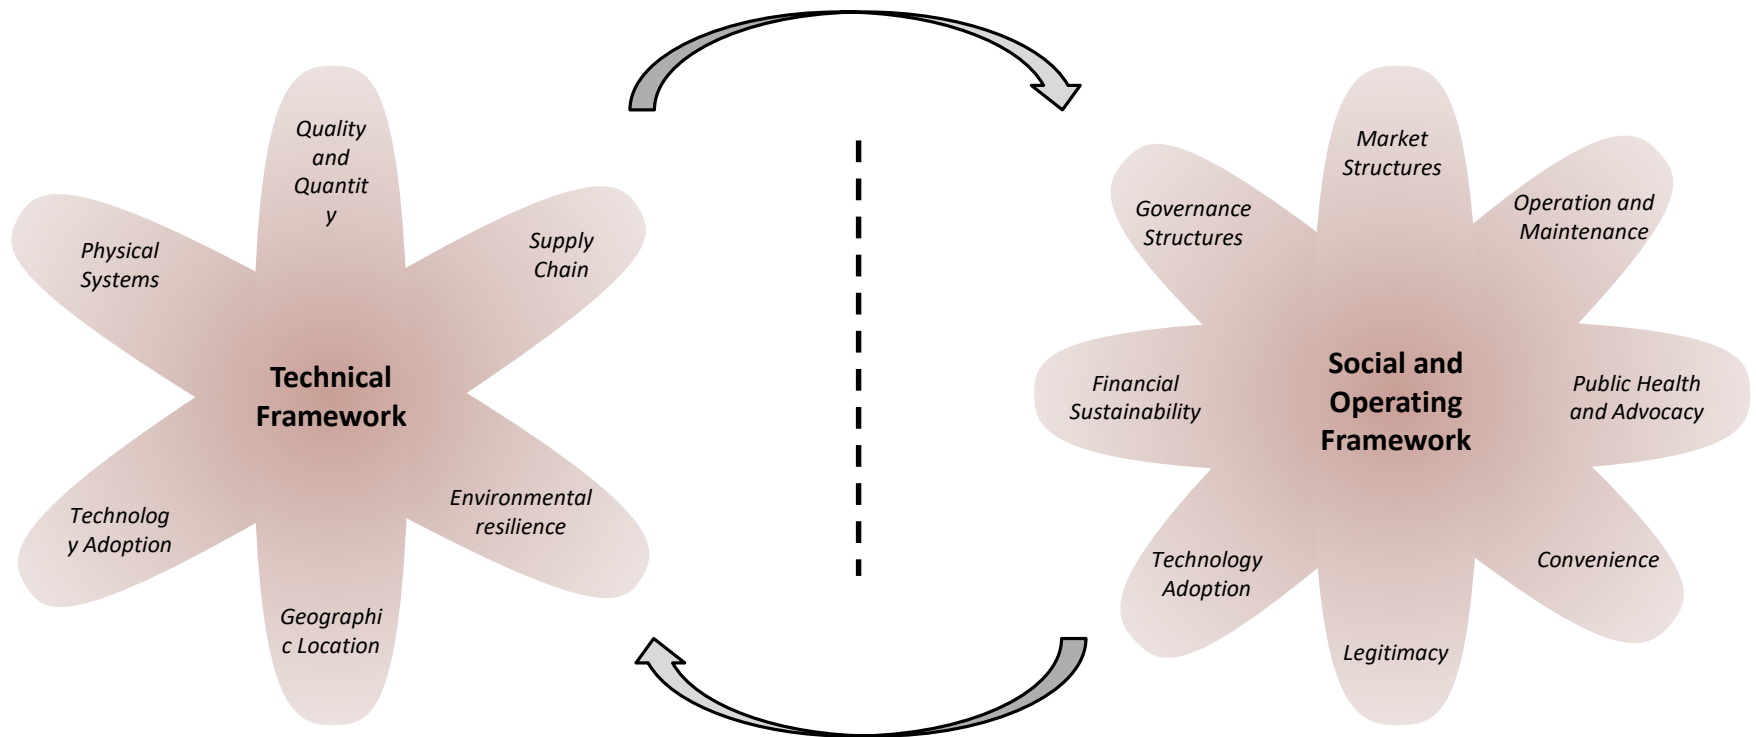 Quality
and
Quantit
y
Physical
Systems
Supply
Chain
Technical
Framework
Technolog
y Adoption
Environmental
resilience
Geographi
c Location
Market
Structures
Governance
Structures
Operation and
Maintenance
Financial
Sustainability
Social and
Operating
Framework
Public Health
and Advocacy
Technology
Adoption
Convenience
Legitimacy